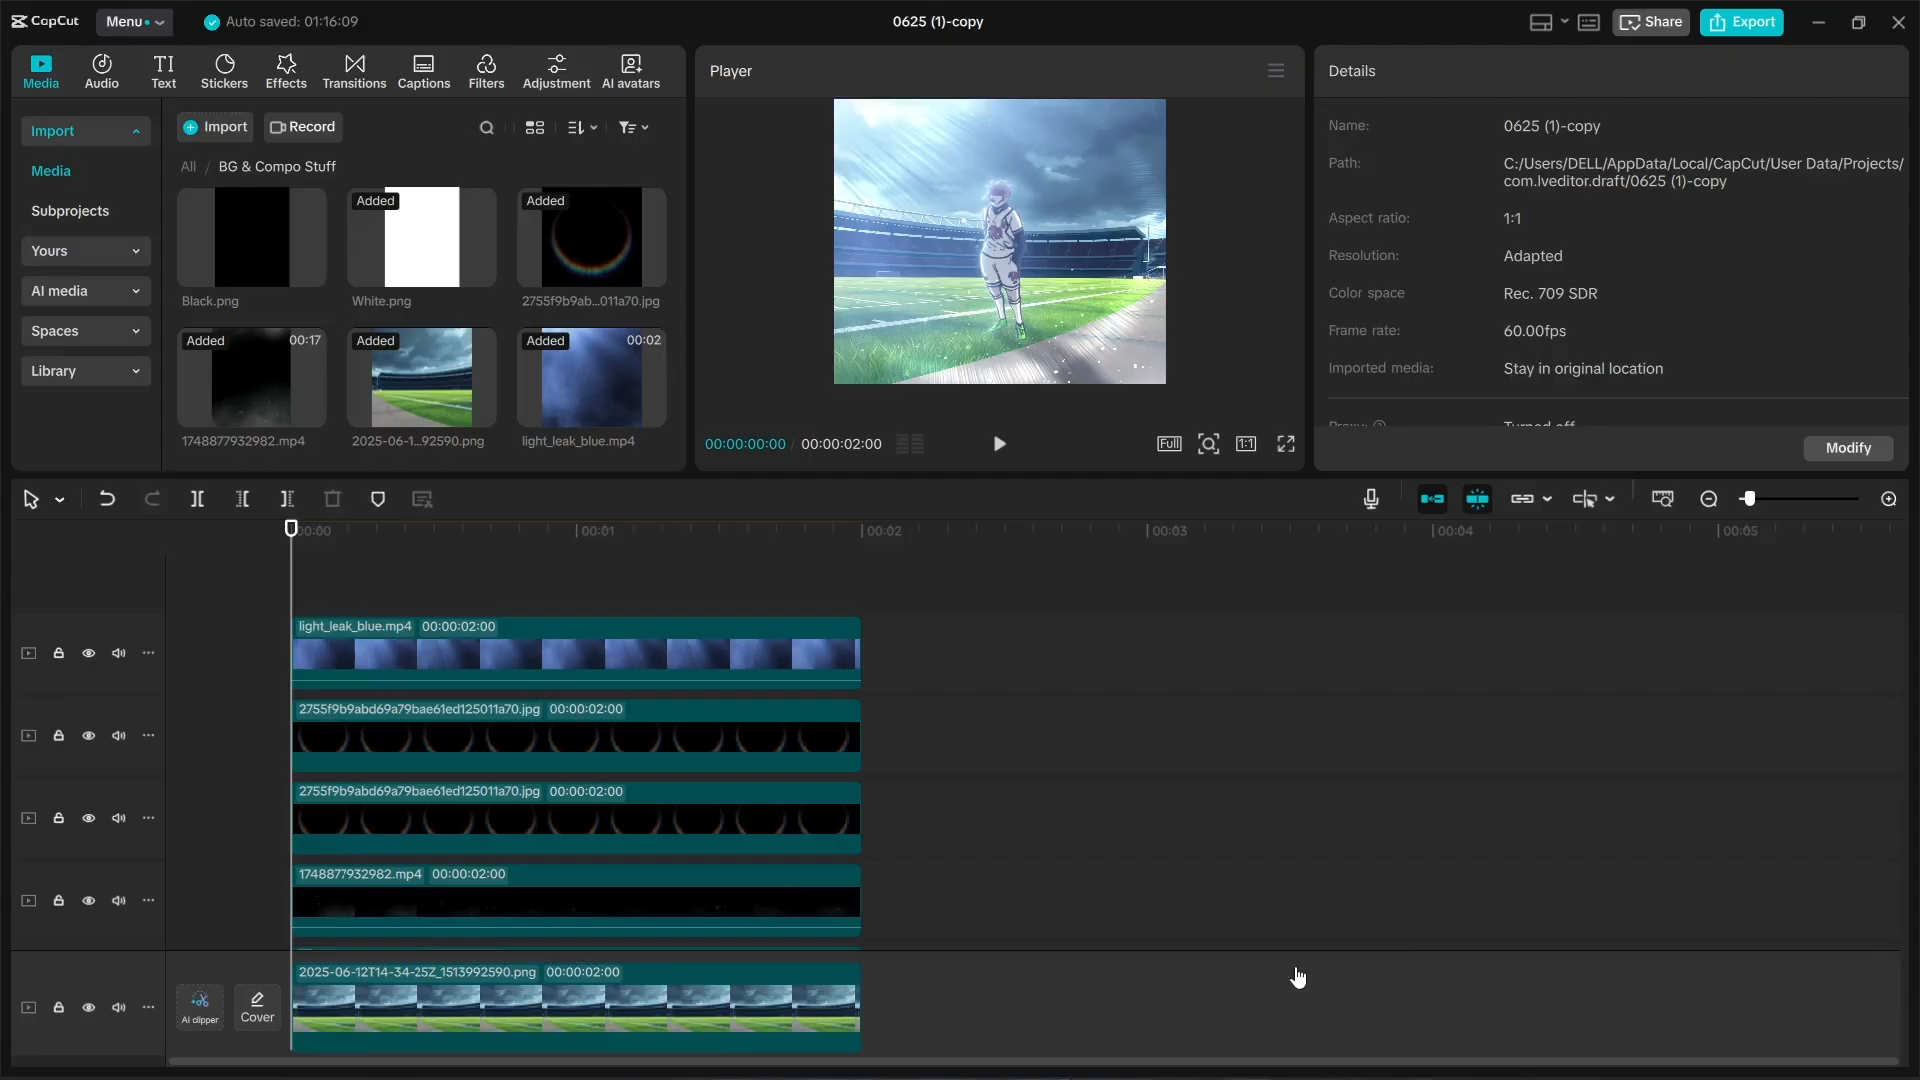 CapCut
Menu
Auto saved: 01:16:09
0625 (1)-copy
Share
Export
Media
Audio
Text
Stickers
Effects
Transitions
Captions
Filters
Adjustment
AI avatars
Import
Media
Subprojects
Yours
AI media
Spaces
Library
Import
Record
All / BG & Compo Stuff
Black.png
Added
White.png
Added
2755f9b9ab...011a70.jpg
Added 00:17
1748877932982.mp4
Added
2025-06-1...92590.png
Added 00:02
light_leak_blue.mp4
Player
00:00:00:00 / 00:00:02:00
Full
1:1
Details
Name: 0625 (1)-copy
Path: C:/Users/DELL/AppData/Local/CapCut/User Data/Projects/
com.lveditor.draft/0625 (1)-copy
Aspect ratio: 1:1
Resolution: Adapted
Color space Rec. 709 SDR
Frame rate: 60.00fps
Imported media: Stay in original location
Modify
00:00
00:01
00:02
00:03
00:04
00:05
light_leak_blue.mp4 00:00:02:00
2755f9b9abd69a79bae61ed125011a70.jpg 00:00:02:00
2755f9b9abd69a79bae61ed125011a70.jpg 00:00:02:00
1748877932982.mp4 00:00:02:00
AI clipper
Cover
2025-06-12T14-34-25Z_1513992590.png 00:00:02:00